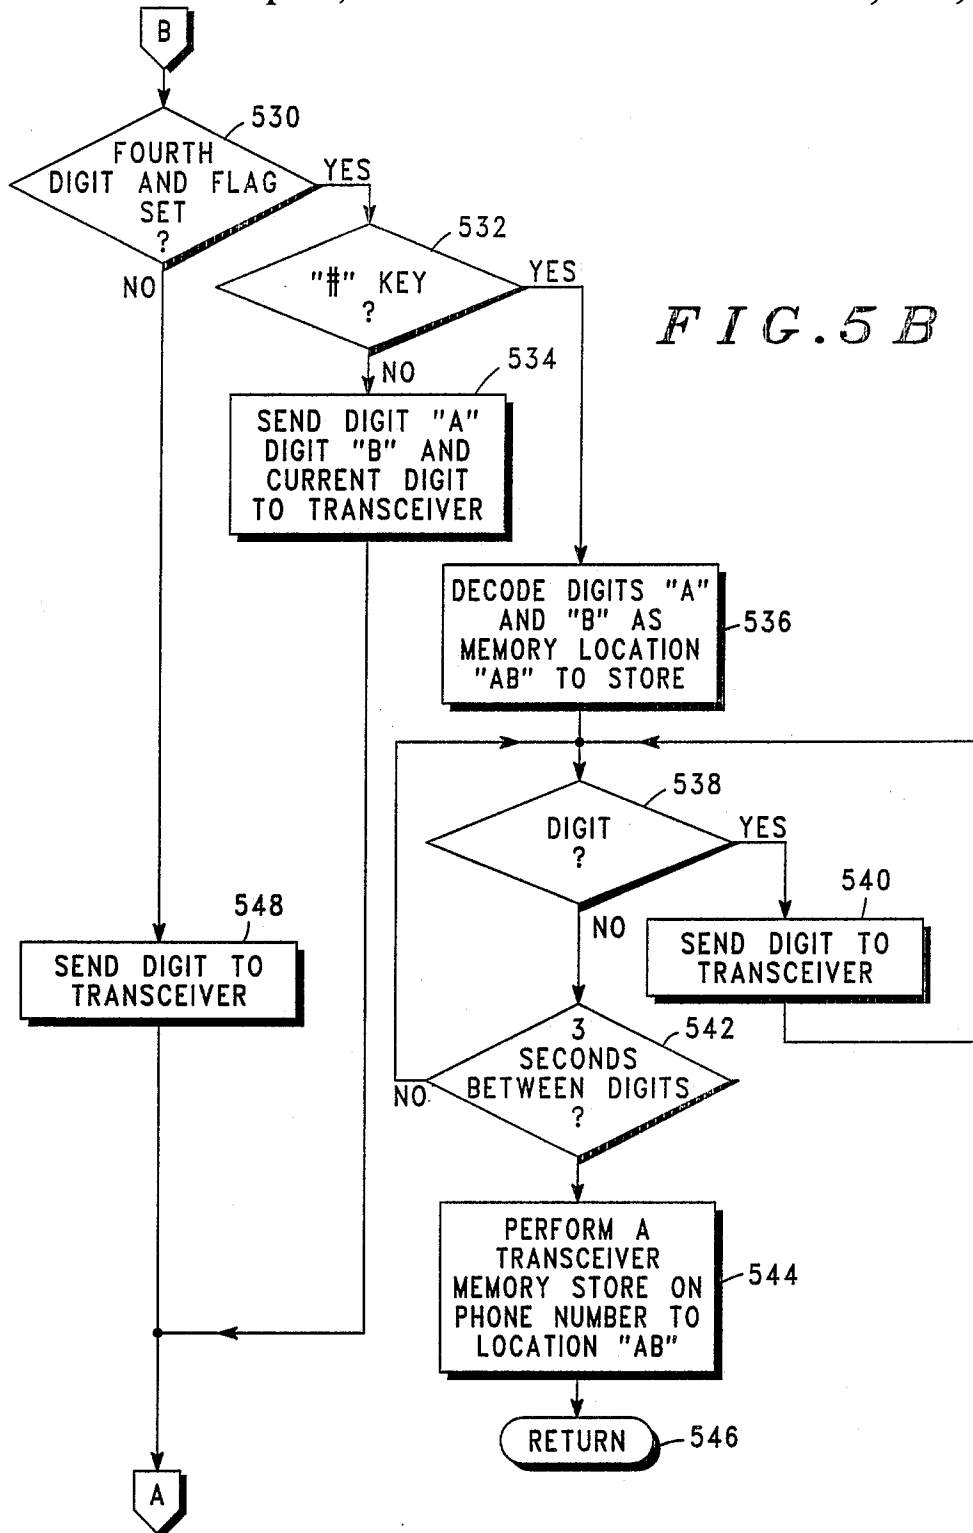 B
530
FOURTH
DIGIT AND FLAG
SET
?
YES
NO
532
"#" KEY
?
YES
NO
FIG.5B
534
SEND DIGIT "A"
DIGIT "B" AND
CURRENT DIGIT
TO TRANSCEIVER
DECODE DIGITS "A"
AND "B" AS
MEMORY LOCATION
"AB" TO STORE
536
538
DIGIT
?
YES
NO
540
SEND DIGIT TO
TRANSCEIVER
548
SEND DIGIT TO
TRANSCEIVER
542
3
SECONDS
BETWEEN DIGITS
?
NO
PERFORM A
TRANSCEIVER
MEMORY STORE ON
PHONE NUMBER TO
LOCATION "AB"
544
RETURN
546
A